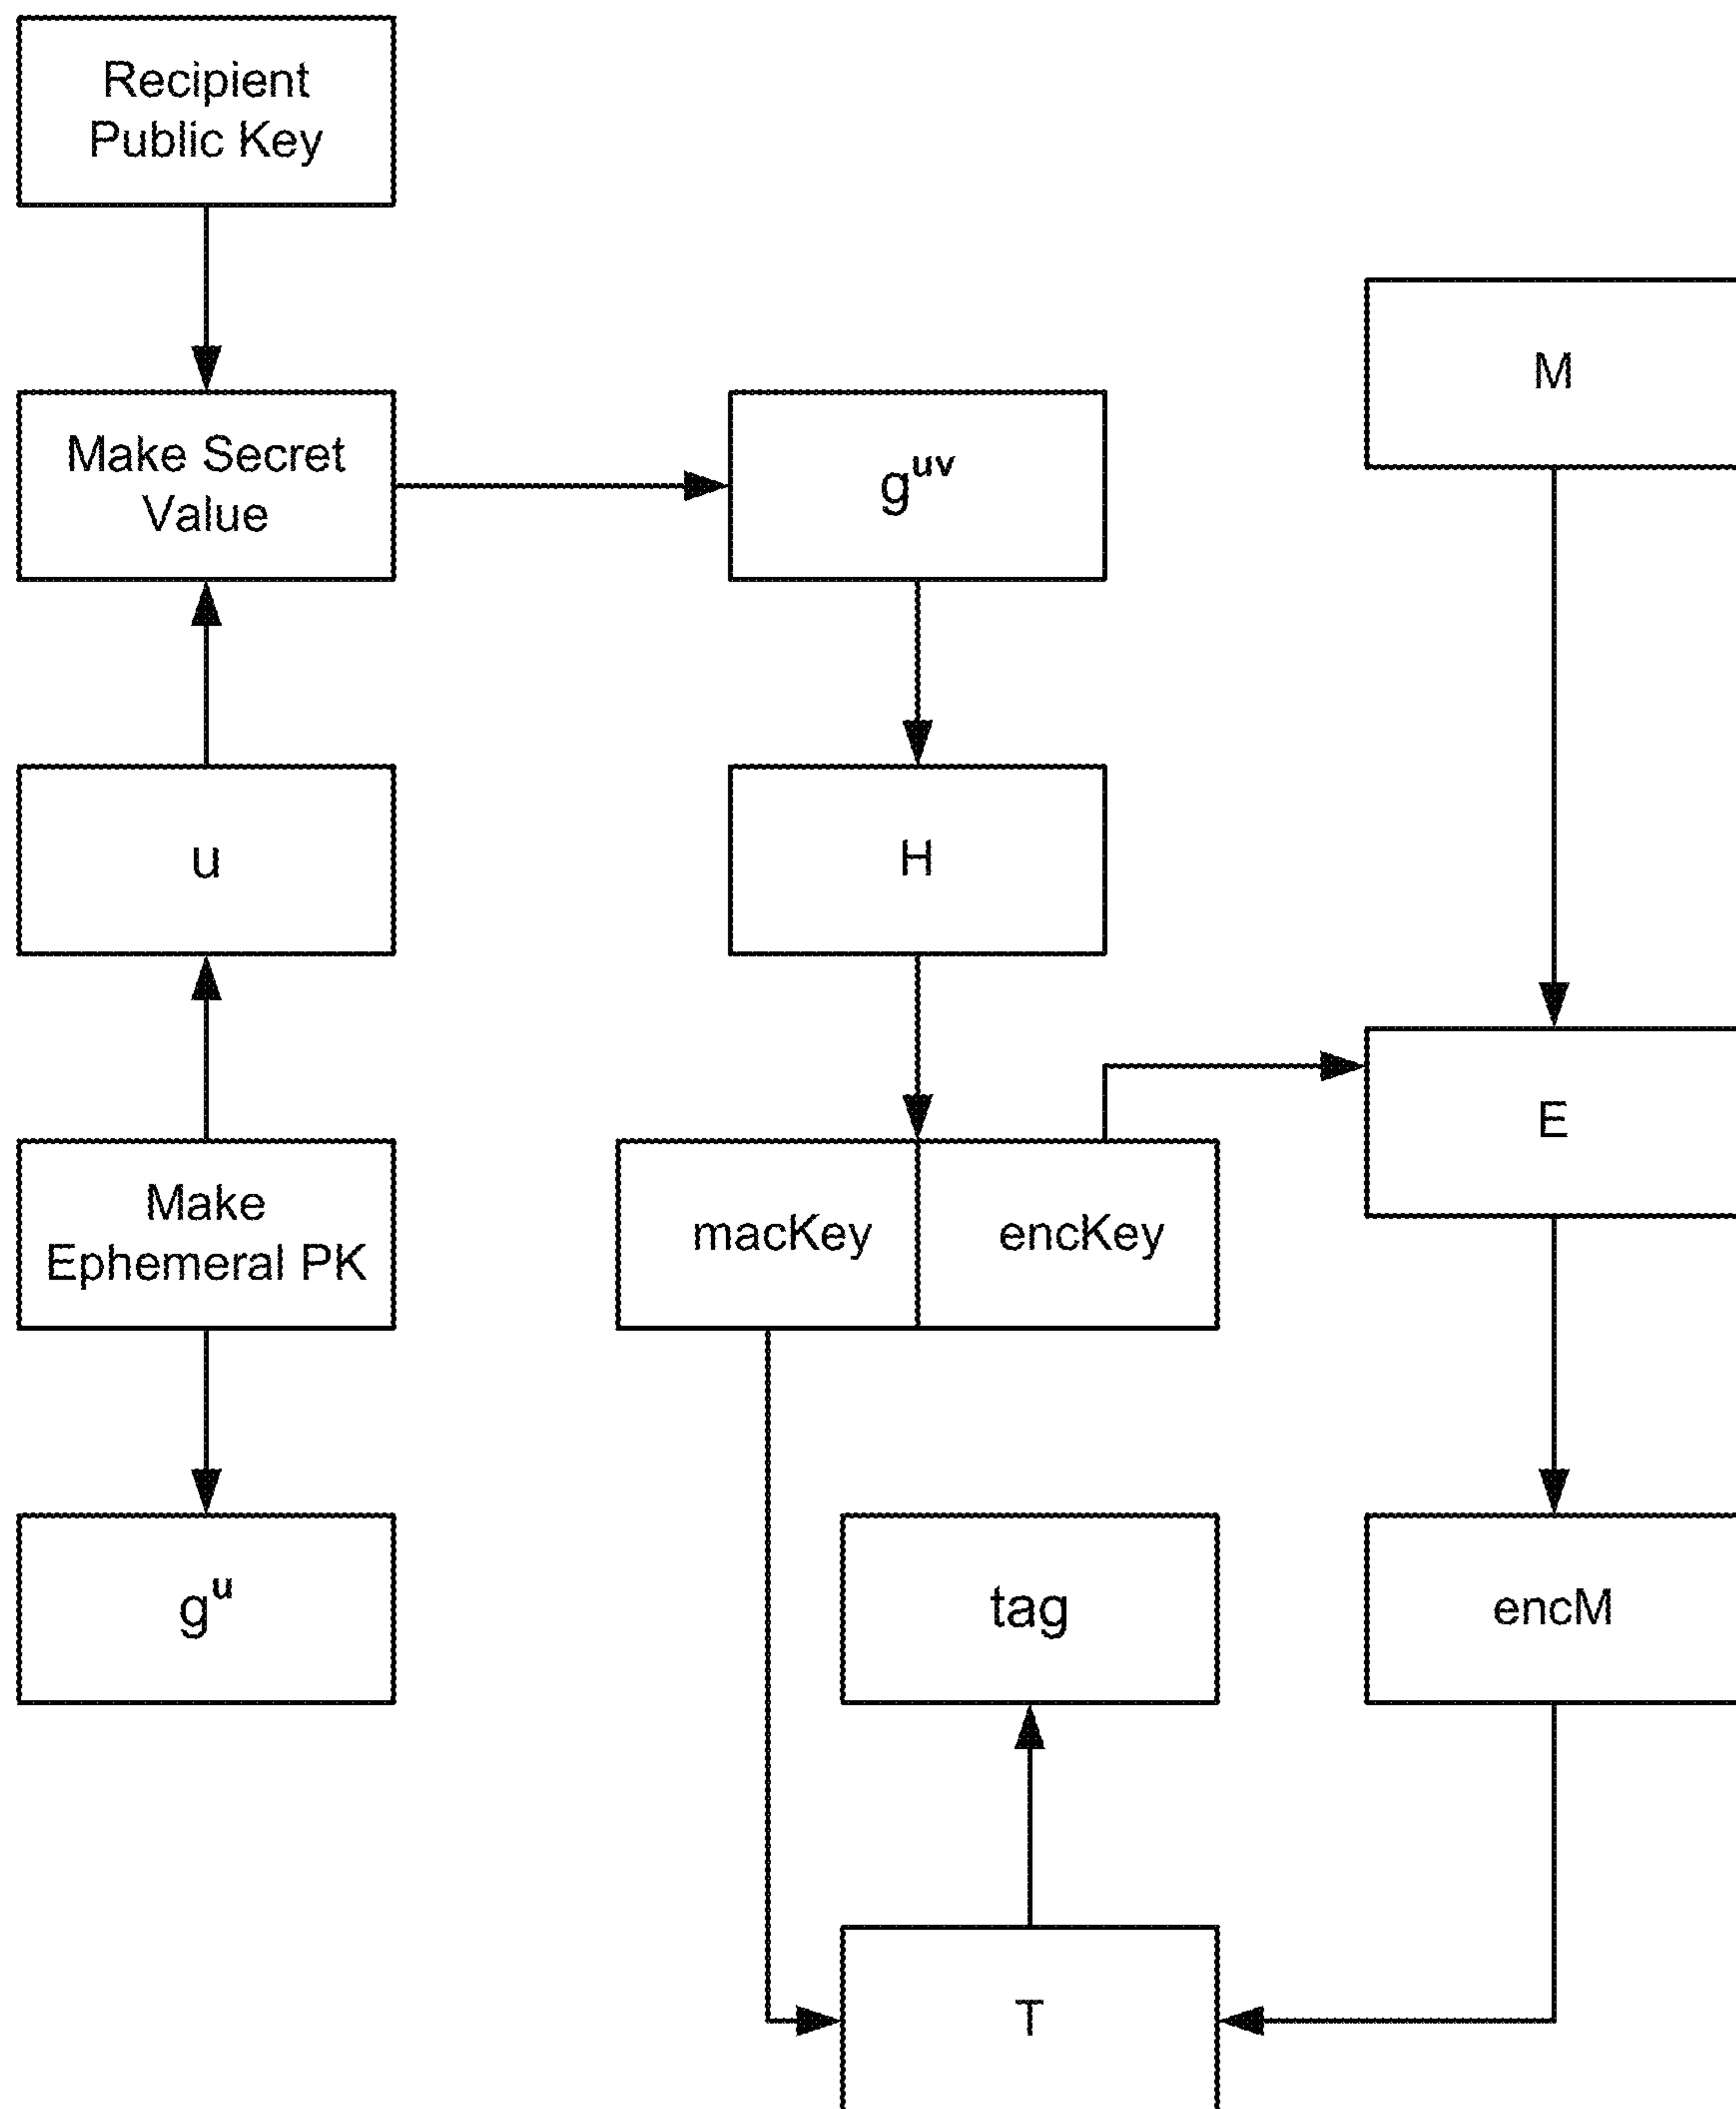 Recipient
Public Key
M
Make Secret
Value
g^uv
u
H
E
Make
Ephemeral PK
macKey
encKey
g^u
tag
encM
T